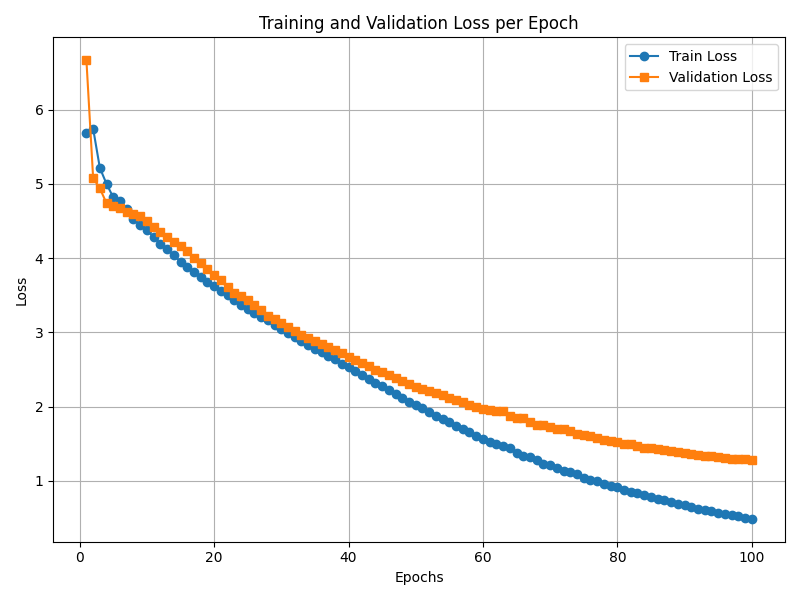 Training and Validation Loss per Epoch
Train Loss
Validation Loss
6
5
4
3
2
1
Loss
0 20 40 60 80 100
Epochs